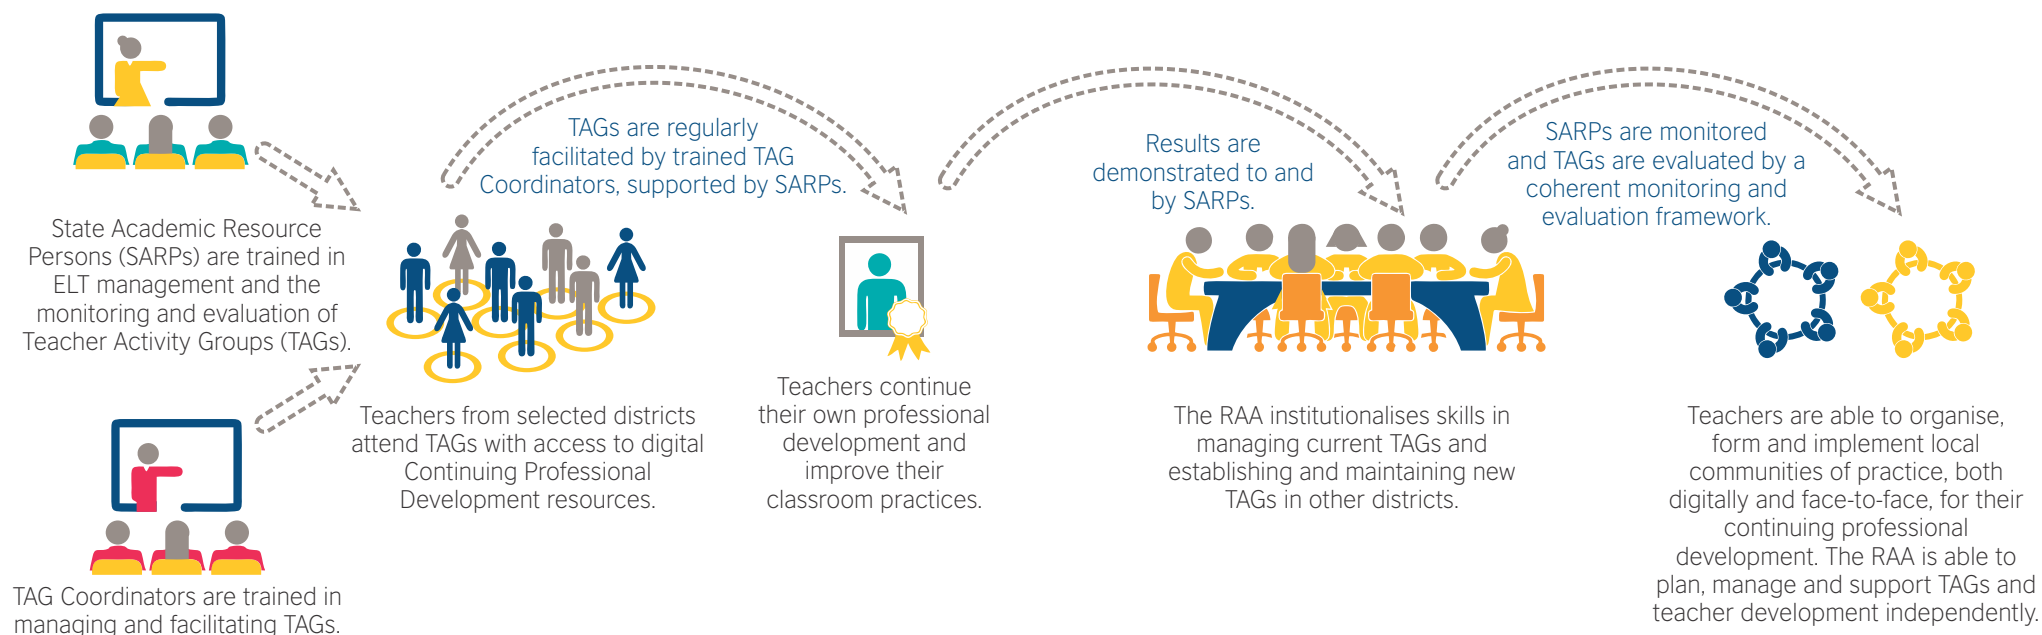 State Academic Resource
Persons (SARPs) are trained in
ELT management and the
monitoring and evaluation of
Teacher Activity Groups (TAGs).
TAG Coordinators are trained in
managing and facilitating TAGs.
Teachers from selected districts
attend TAGs with access to digital
Continuing Professional
Development resources.
TAGs are regularly
facilitated by trained TAG
Coordinators, supported by SARPs.
Teachers continue
their own professional
development and
improve their
classroom practices.
Results are
demonstrated to and
by SARPs.
The RAA institutionalises skills in
managing current TAGs and
establishing and maintaining new
TAGs in other districts.
SARPs are monitored
and TAGs are evaluated by a
coherent monitoring and
evaluation framework.
Teachers are able to organise,
form and implement local
communities of practice, both
digitally and face-to-face, for their
continuing professional
development. The RAA is able to
plan, manage and support TAGs and
teacher development independently.